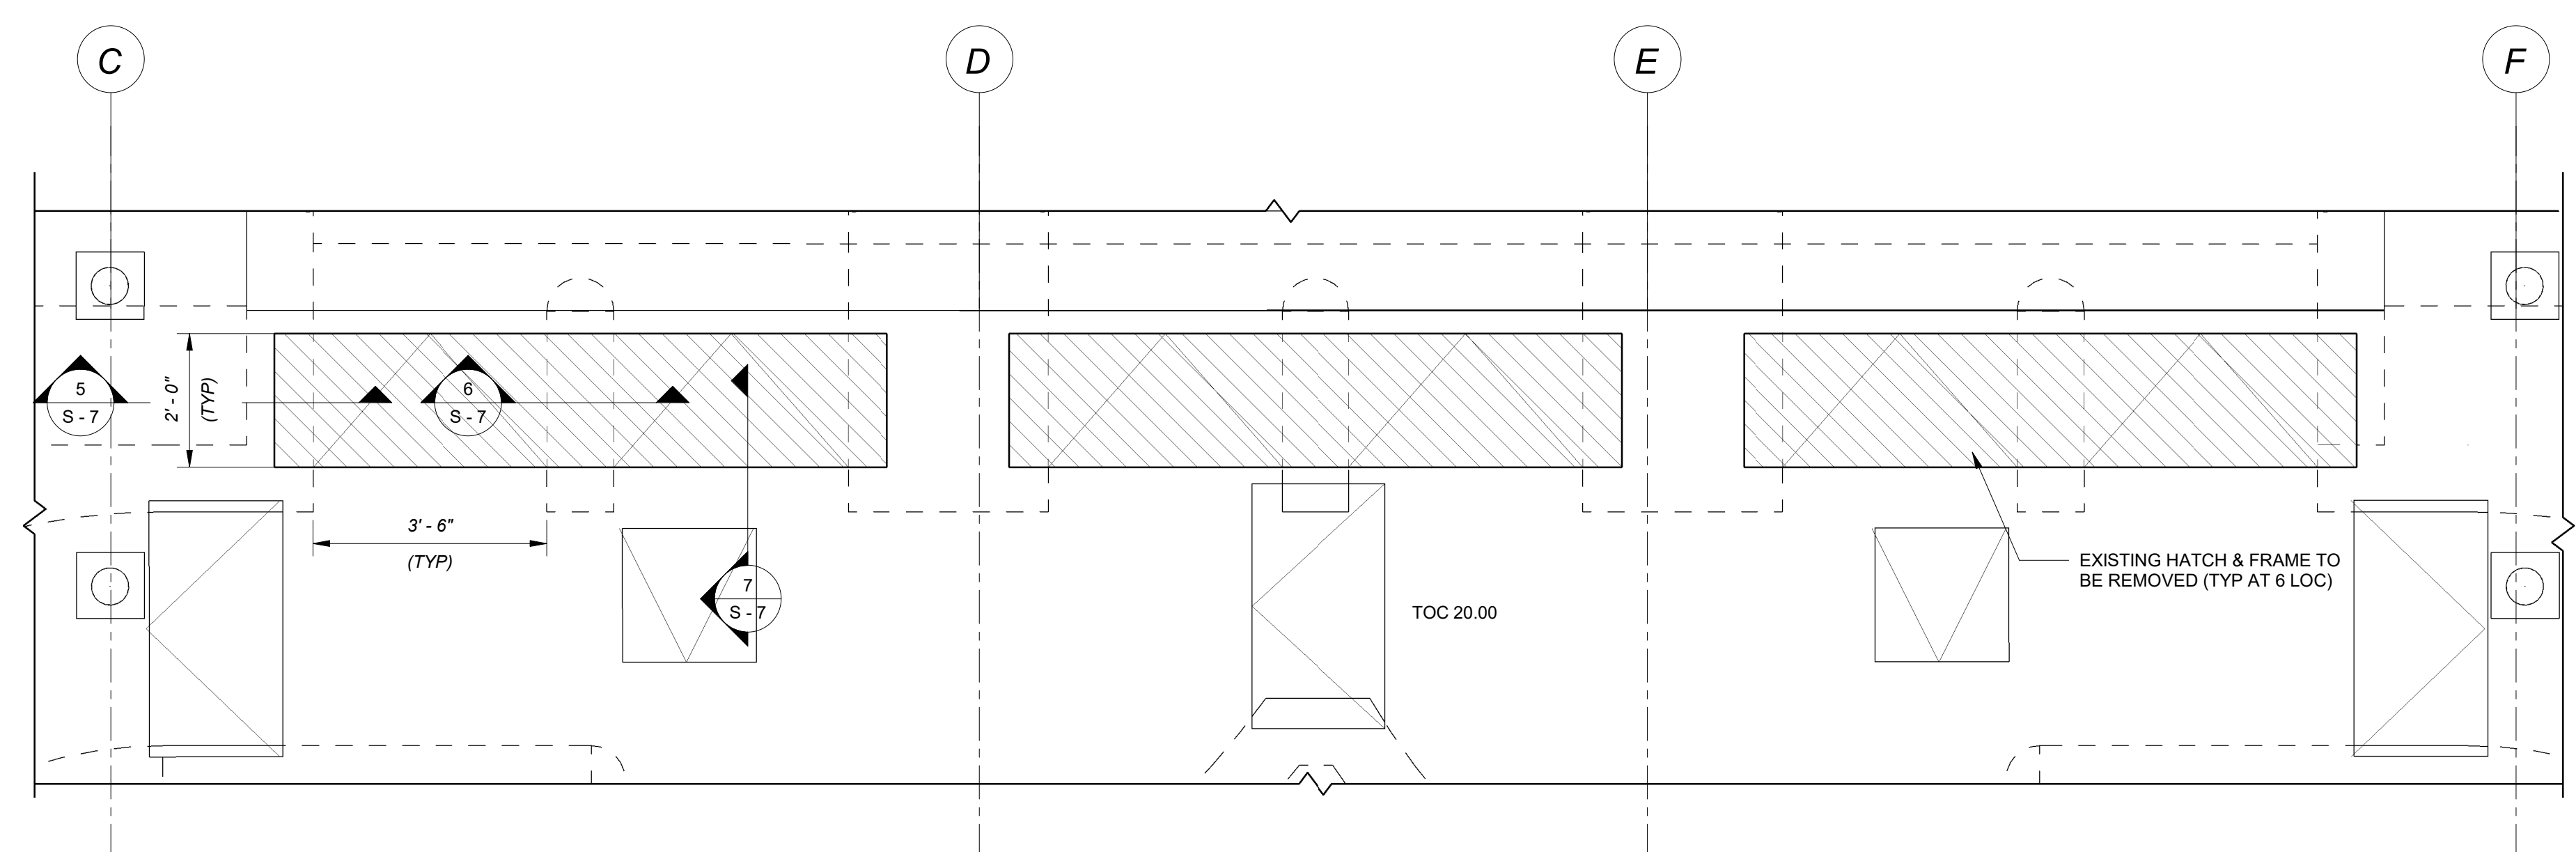 C
D
E
F
5
S - 7
2' - 0"
(TYP)
6
S - 7
3' - 6"
(TYP)
7
S - 7
TOC 20.00
EXISTING HATCH & FRAME TO
BE REMOVED (TYP AT 6 LOC)